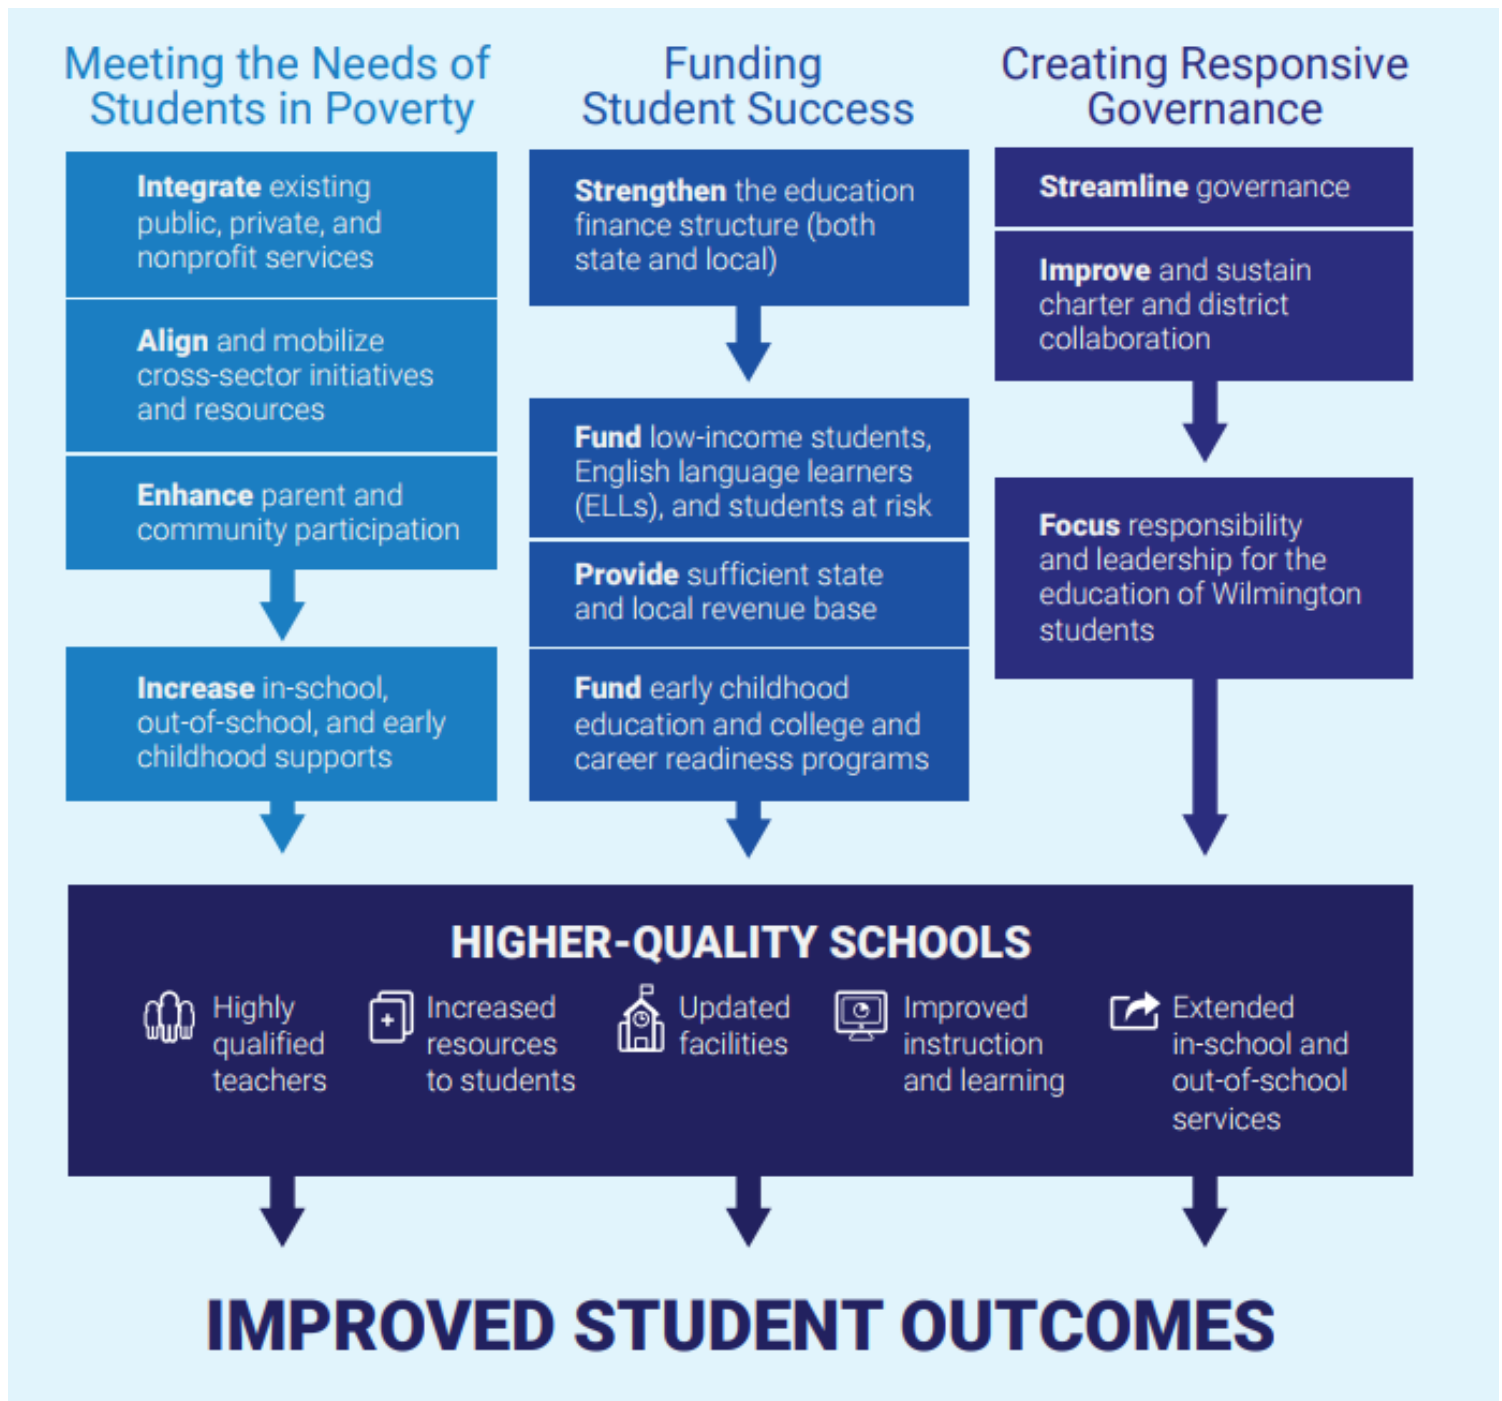 Meeting the Needs of
Students in Poverty
Integrate existing
public, private, and
nonprofit services
Align and mobilize
cross-sector initiatives
and resources
Enhance parent and
community participation
Increase in-school,
out-of-school, and early
childhood supports
Funding
Student Success
Strengthen the education
finance structure (both
state and local)
Fund low-income students,
English language learners
(ELLs), and students at risk
Provide sufficient state
and local revenue base
Fund early childhood
education and college and
career readiness programs
Creating Responsive
Governance
Streamline governance
Improve and sustain
charter and district
collaboration
Focus responsibility
and leadership for the
education of Wilmington
students
HIGHER-QUALITY SCHOOLS
Highly
qualified
teachers
Increased
resources
to students
Updated
facilities
Improved
instruction
and learning
Extended
in-school and
out-of-school
services
IMPROVED STUDENT OUTCOMES